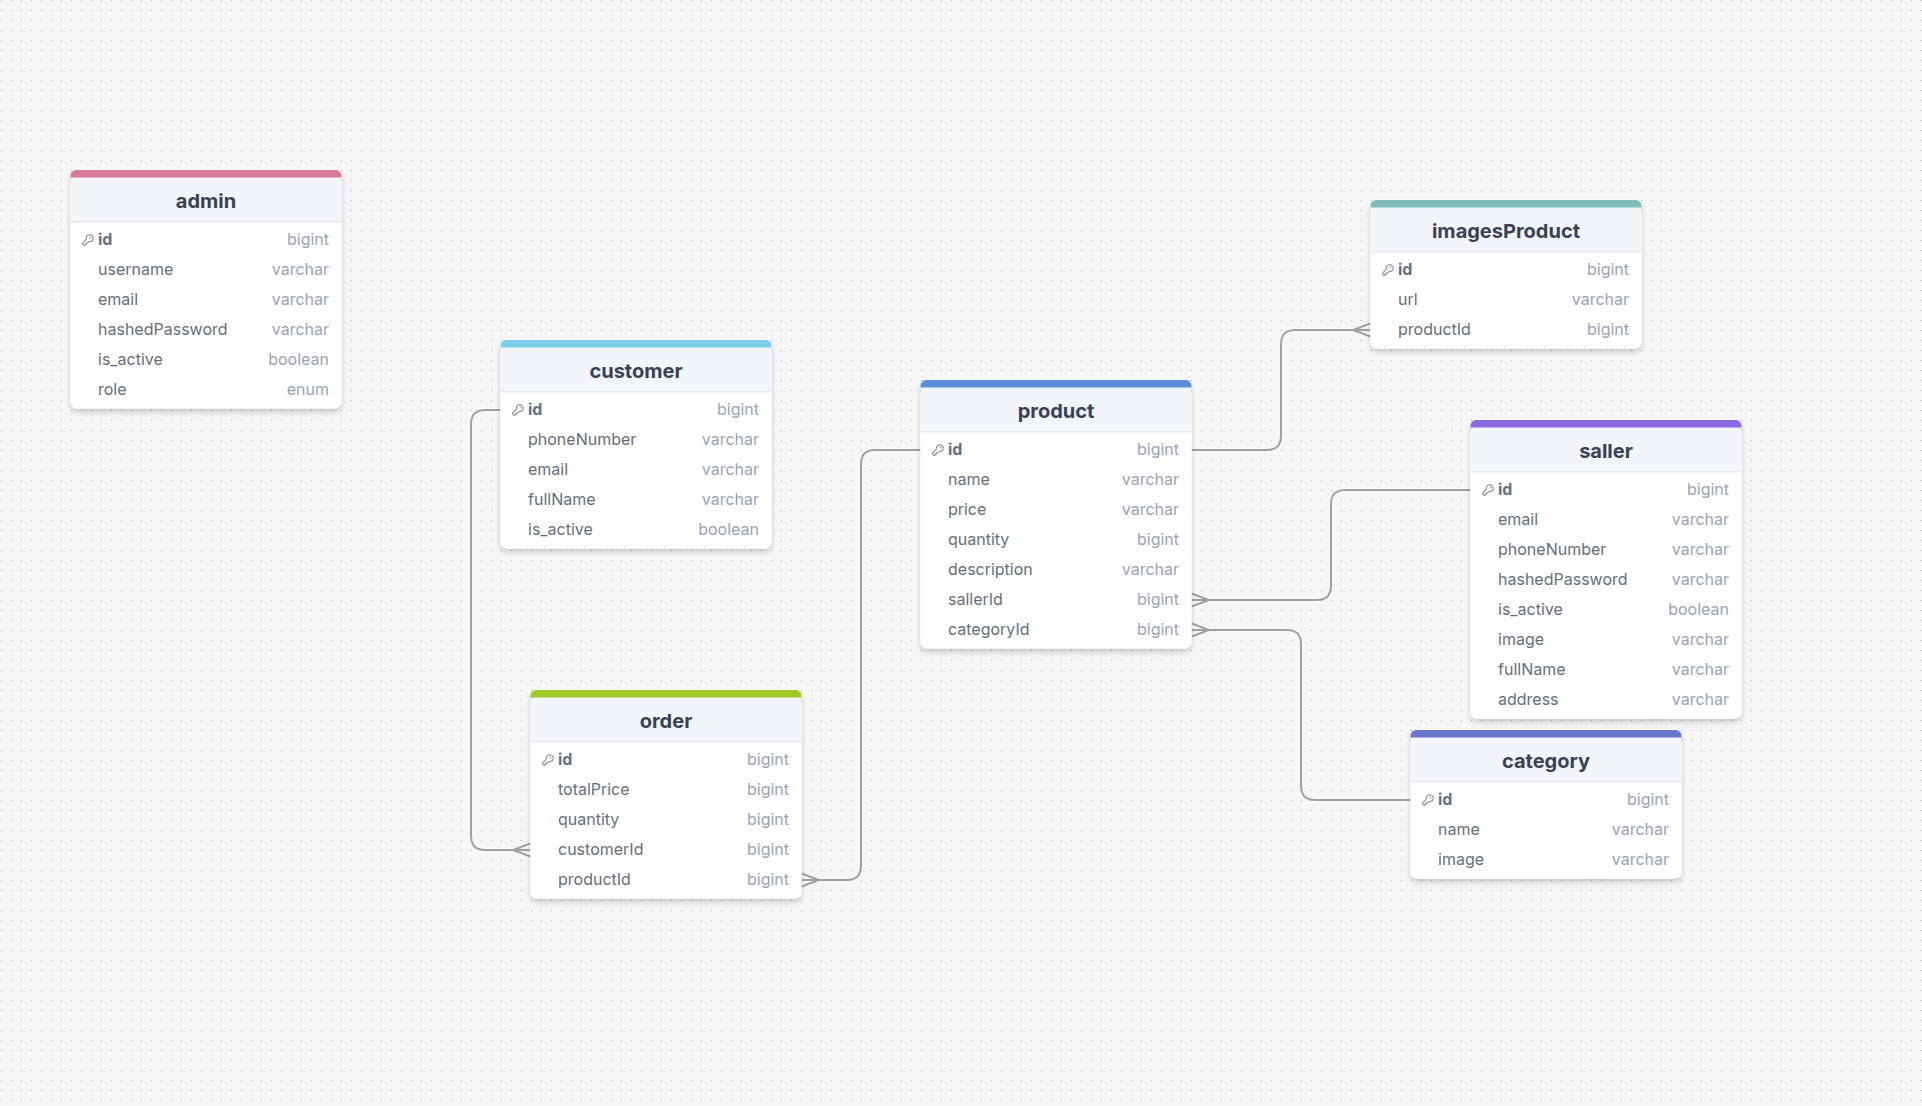 admin
id bigint
username varchar
email varchar
hashedPassword varchar
is_active boolean
role enum
customer
id bigint
phoneNumber varchar
email varchar
fullName varchar
is_active boolean
order
id bigint
totalPrice bigint
quantity bigint
customerId bigint
productId bigint
product
id bigint
name varchar
price varchar
quantity bigint
description varchar
sallerId bigint
categoryId bigint
imagesProduct
id bigint
url varchar
productId bigint
saller
id bigint
email varchar
phoneNumber varchar
hashedPassword varchar
is_active boolean
image varchar
fullName varchar
address varchar
category
id bigint
name varchar
image varchar